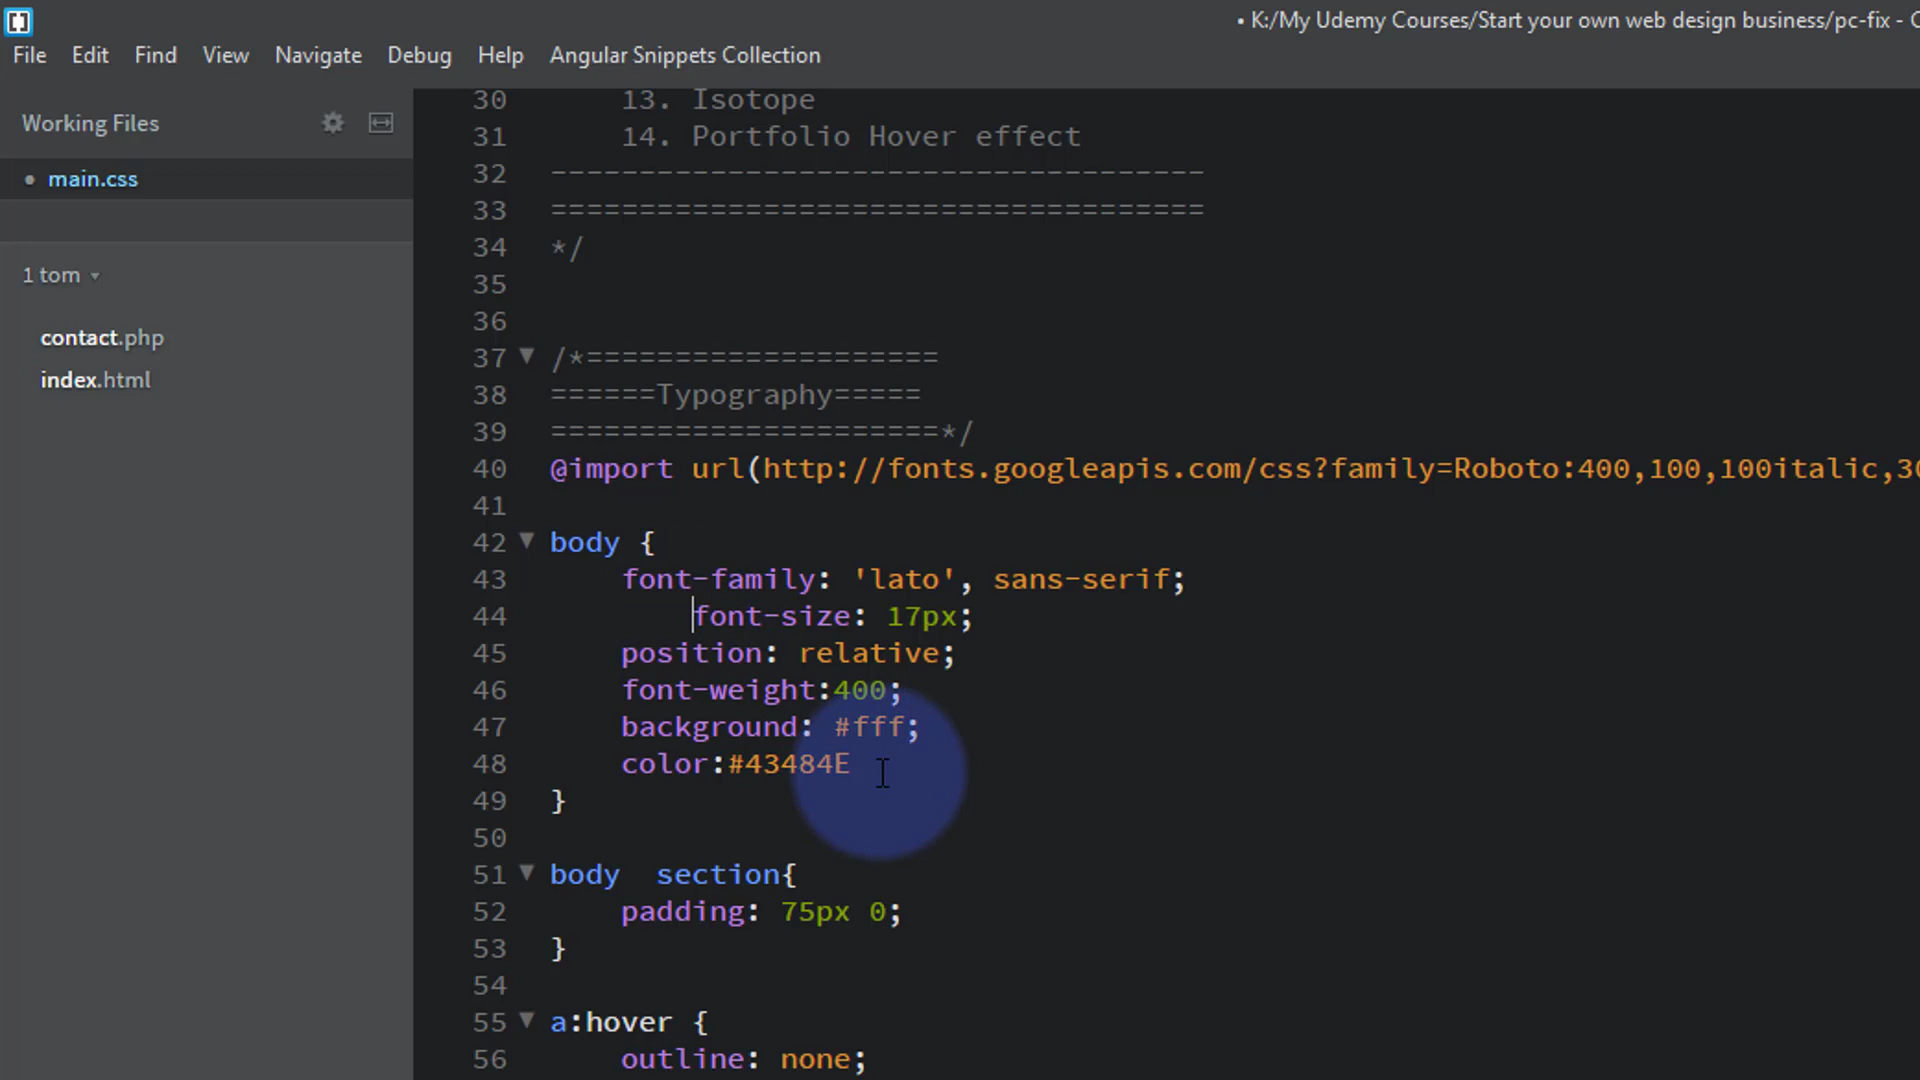 • K:/My Udemy Courses/Start your own web design business/pc-fix -
File Edit Find View Navigate Debug Help Angular Snippets Collection
Working Files
main.css
1 tom
contact.php
index.html
30 13. Isotope
31 14. Portfolio Hover effect
32 -------------------------------------
33 =====================================
34 */
35
36
37 /*====================
38 ======Typography=====
39 ======================*/
40 @import url(http://fonts.googleapis.com/css?family=Roboto:400,100,100italic,30
41
42 body {
43 font-family: 'lato', sans-serif;
44 font-size: 17px;
45 position: relative;
46 font-weight:400;
47 background: #fff;
48 color:#43484E
49 }
50
51 body  section{
52 padding: 75px 0;
53 }
54
55 a:hover {
56 outline: none;